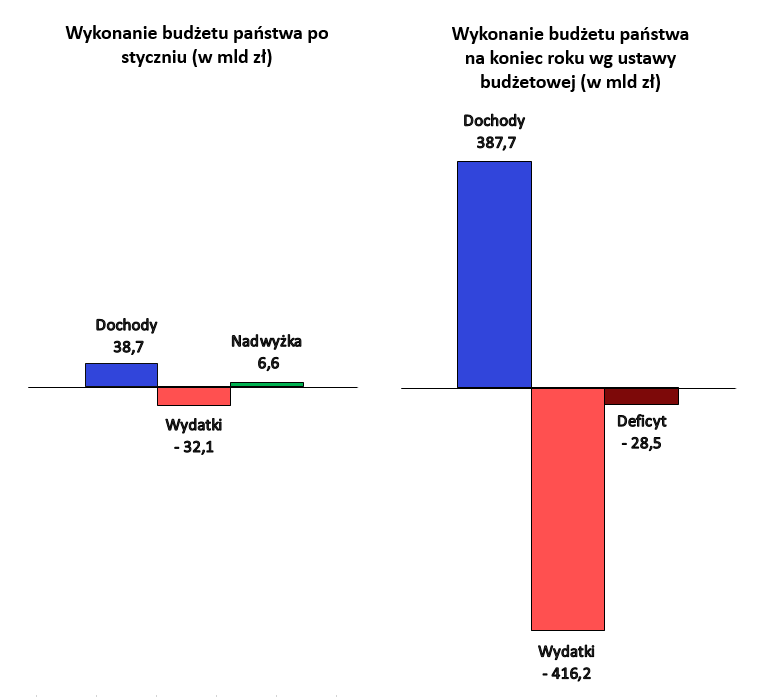 Wykonanie budżetu państwa po
styczniu (w mld zł)
Dochody
38,7
Nadwyżka
6,6
Wydatki
- 32,1
Wykonanie budżetu państwa
na koniec roku wg ustawy
budżetowej (w mld zł)
Dochody
387,7
Deficyt
- 28,5
Wydatki
- 416,2